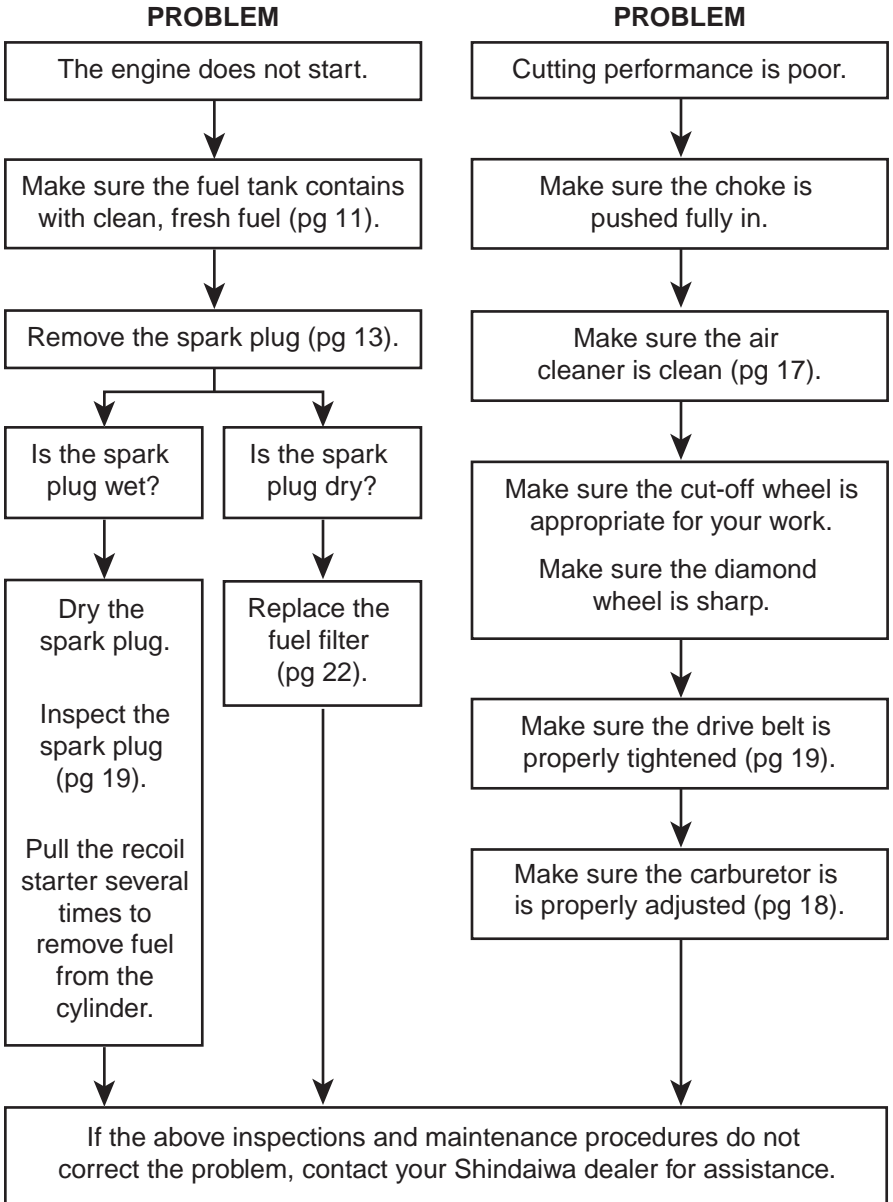 PROBLEM
The engine does not start.
Make sure the fuel tank contains
with clean, fresh fuel (pg 11).
Remove the spark plug (pg 13).
Is the spark
plug wet?
Is the spark
plug dry?
Dry the
spark plug.
Inspect the
spark plug
(pg 19).
Pull the recoil
starter several
times to
remove fuel
from the
cylinder.
Replace the
fuel filter
(pg 22).
PROBLEM
Cutting performance is poor.
Make sure the choke is
pushed fully in.
Make sure the air
cleaner is clean (pg 17).
Make sure the cut-off wheel is
appropriate for your work.
Make sure the diamond
wheel is sharp.
Make sure the drive belt is
properly tightened (pg 19).
Make sure the carburetor is
is properly adjusted (pg 18).
If the above inspections and maintenance procedures do not
correct the problem, contact your Shindaiwa dealer for assistance.